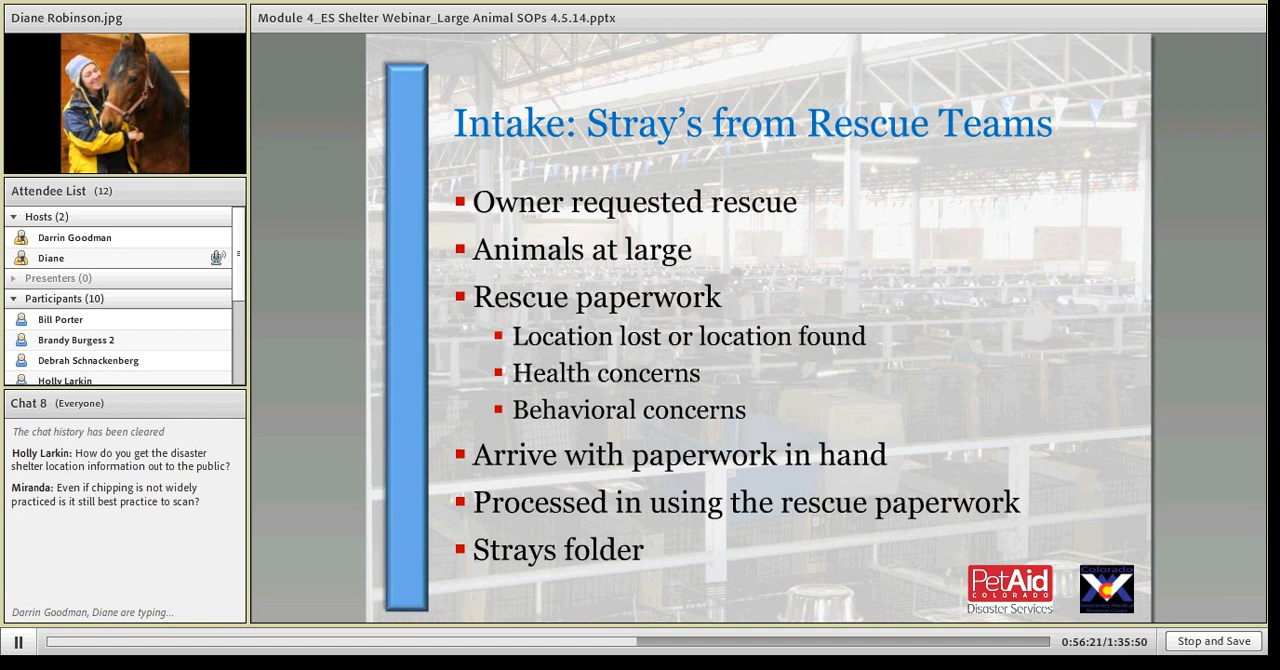 Diane Robinson.jpg
Attendee List (12)
Hosts (2)
Darrin Goodman
Diane
Presenters (0)
Participants (10)
Bill Porter
Brandy Burgess 2
Debrah Schnackenberg
Holly Larkin
Chat 8 (Everyone)
The chat history has been cleared
Holly Larkin: How do you get the disaster
shelter location information out to the public?
Miranda: Even if chipping is not widely
practiced is it still best practice to scan?
Darrin Goodman, Diane are typing...
Module 4_ES Shelter Webinar_Large Animal SOPs 4.5.14.pptx
Intake: Stray's from Rescue Teams
Owner requested rescue
Animals at large
Rescue paperwork
Location lost or location found
Health concerns
Behavioral concerns
Arrive with paperwork in hand
Processed in using the rescue paperwork
Strays folder
PetAid
COLORADO
Disaster Services
Colorado
0:56:21/1:35:50
Stop and Save